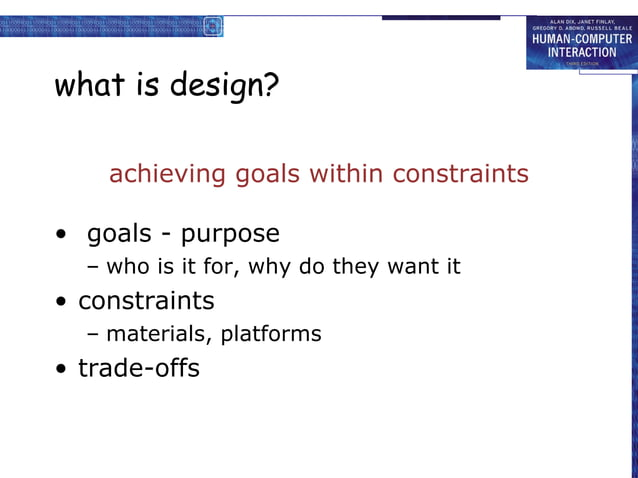 ALAN DIX, JANET FINLAY,
GREGORY D. ABOWD, RUSSELL BEALE
HUMAN-COMPUTER
INTERACTION
THIRD EDITION
what is design?
achieving goals within constraints
• goals - purpose
– who is it for, why do they want it
• constraints
– materials, platforms
• trade-offs